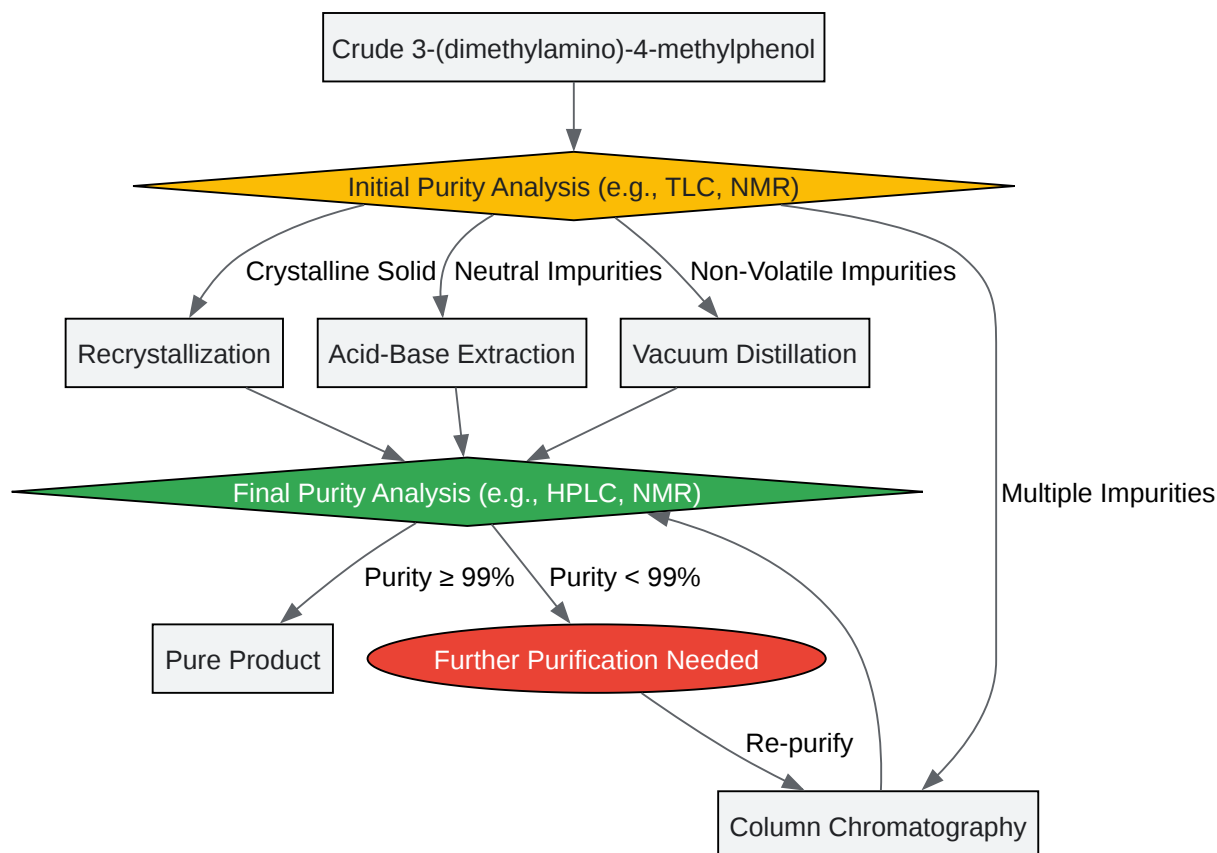 Crude 3-(dimethylamino)-4-methylphenol
Initial Purity Analysis (e.g., TLC, NMR)
Crystalline Solid
Neutral Impurities
Non-Volatile Impurities
Recrystallization
Acid-Base Extraction
Vacuum Distillation
Final Purity Analysis (e.g., HPLC, NMR)
Multiple Impurities
Purity ≥ 99%
Purity < 99%
Pure Product
Further Purification Needed
Re-purify
Column Chromatography